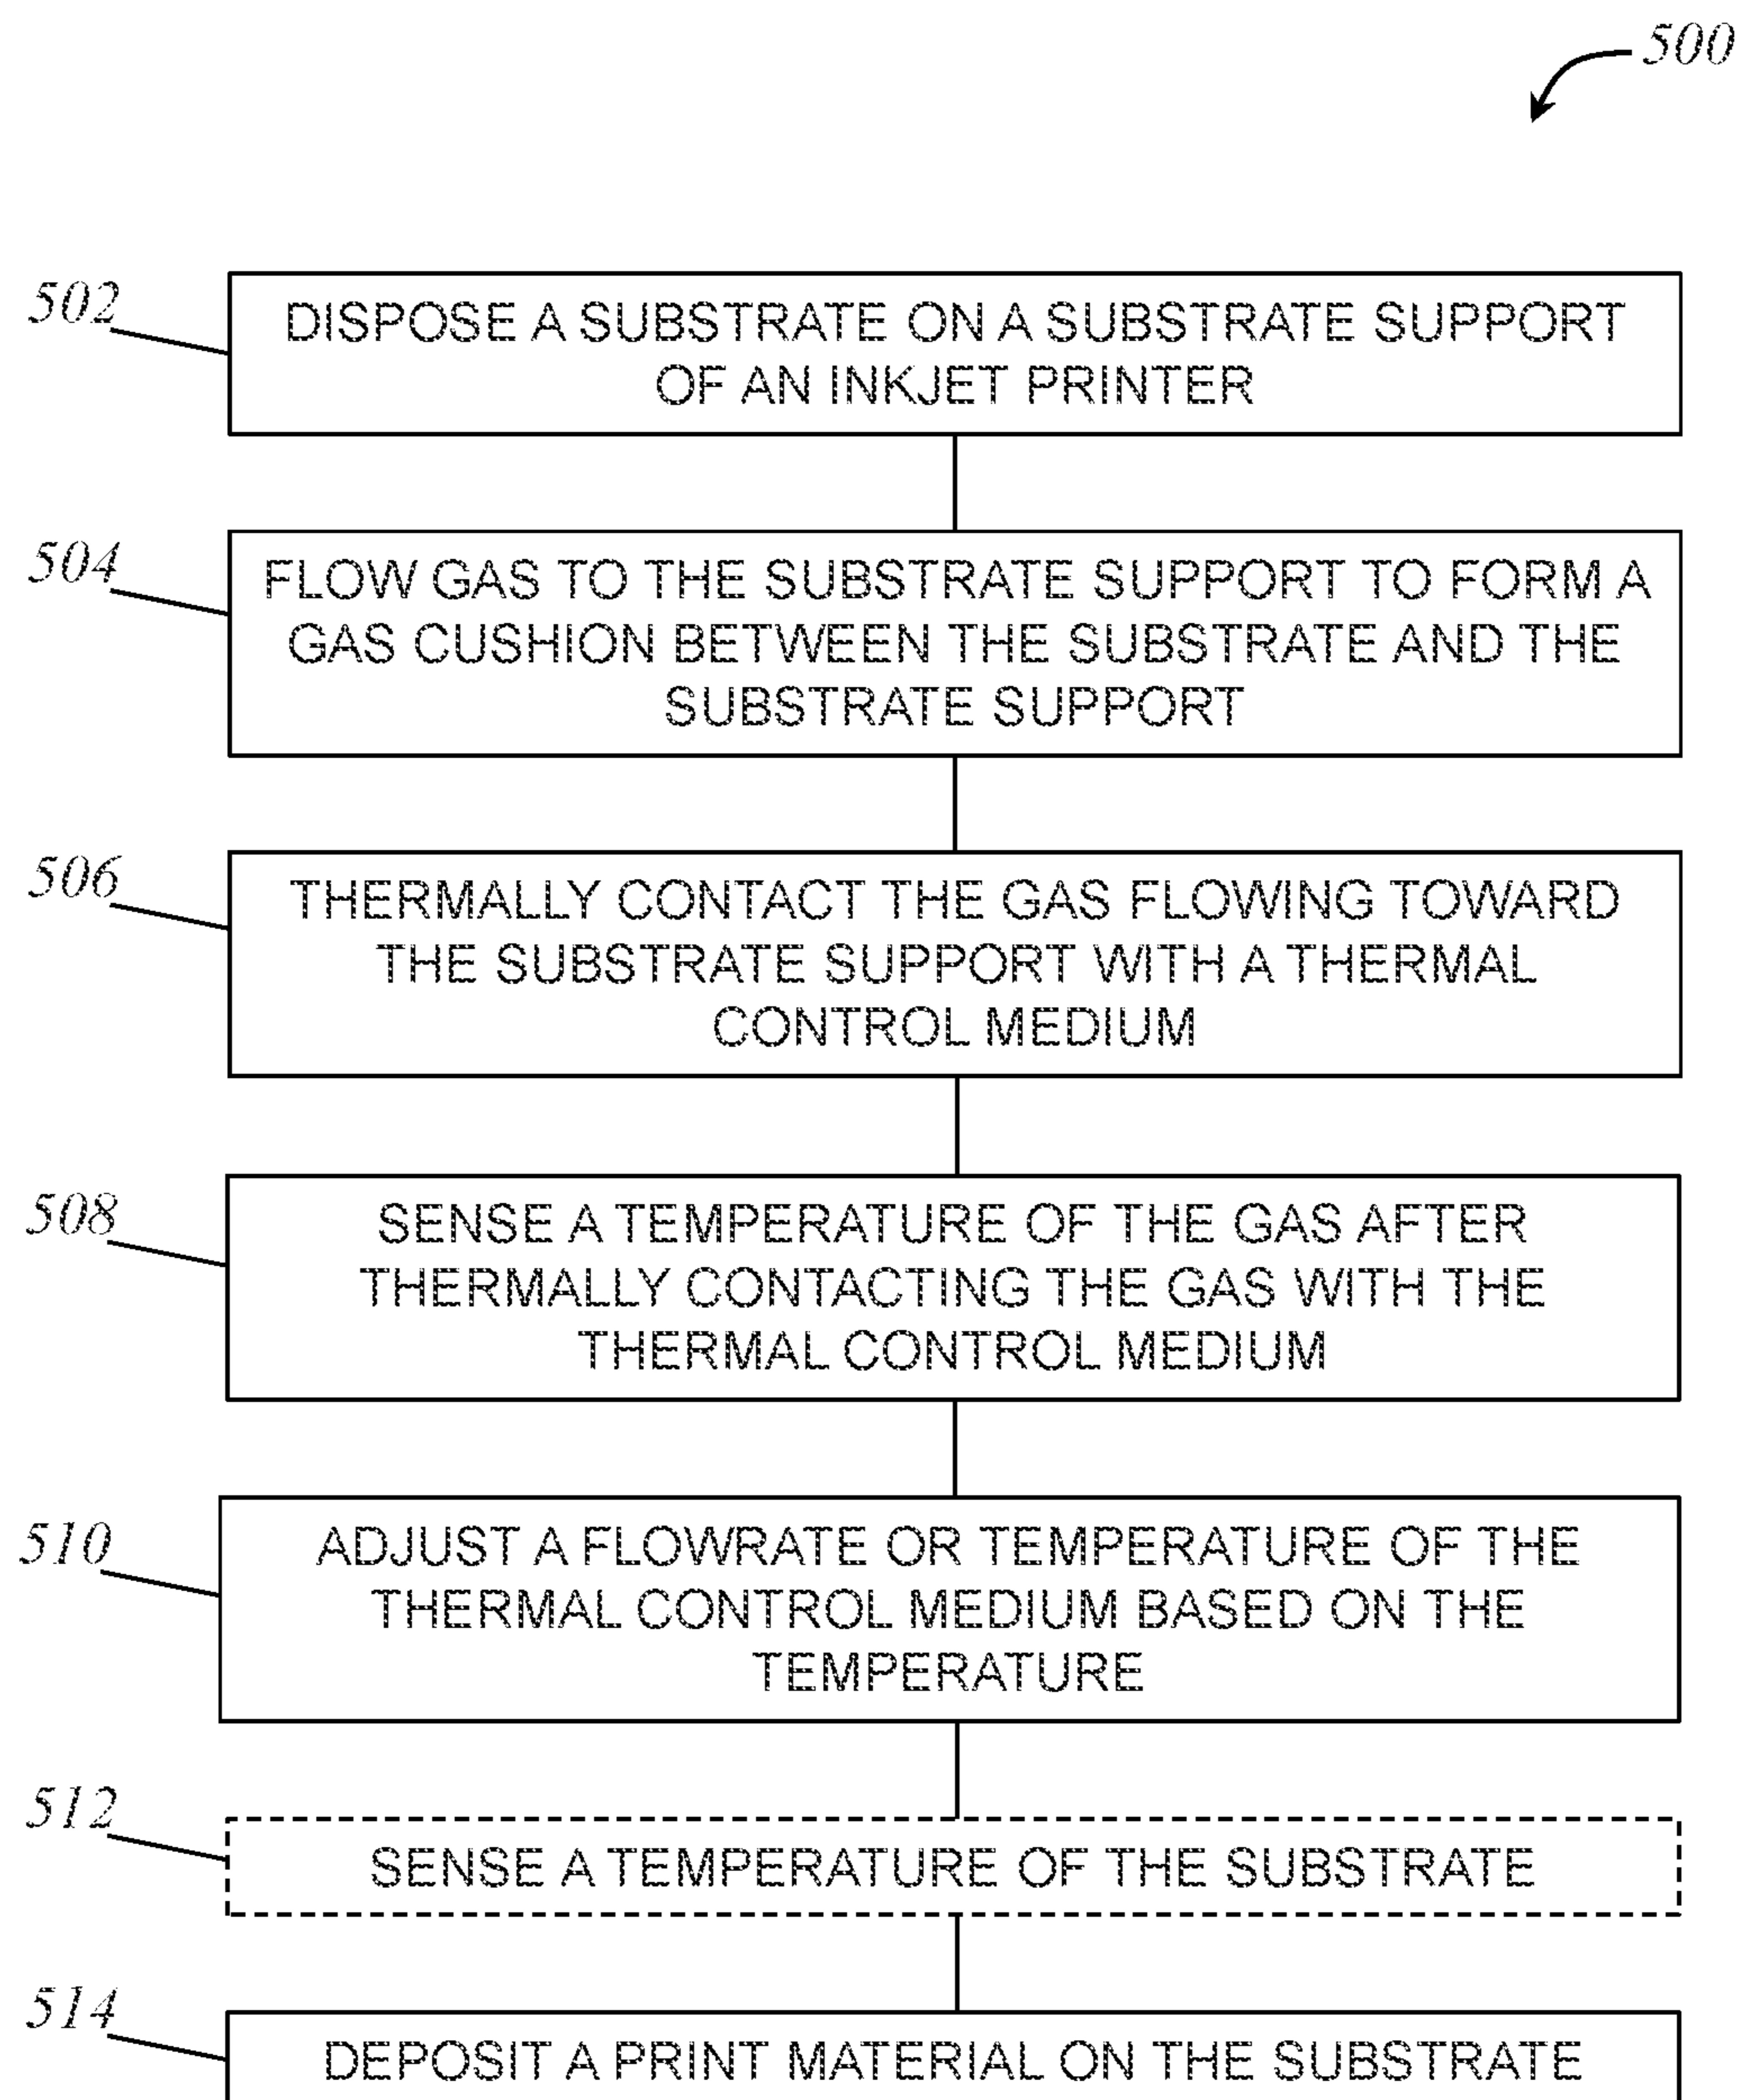 500
502
DISPOSE A SUBSTRATE ON A SUBSTRATE SUPPORT
OF AN INKJET PRINTER
504
FLOW GAS TO THE SUBSTRATE SUPPORT TO FORM A
GAS CUSHION BETWEEN THE SUBSTRATE AND THE
SUBSTRATE SUPPORT
506
THERMALLY CONTACT THE GAS FLOWING TOWARD
THE SUBSTRATE SUPPORT WITH A THERMAL
CONTROL MEDIUM
508
SENSE A TEMPERATURE OF THE GAS AFTER
THERMALLY CONTACTING THE GAS WITH THE
THERMAL CONTROL MEDIUM
510
ADJUST A FLOWRATE OR TEMPERATURE OF THE
THERMAL CONTROL MEDIUM BASED ON THE
TEMPERATURE
512
SENSE A TEMPERATURE OF THE SUBSTRATE
514
DEPOSIT A PRINT MATERIAL ON THE SUBSTRATE